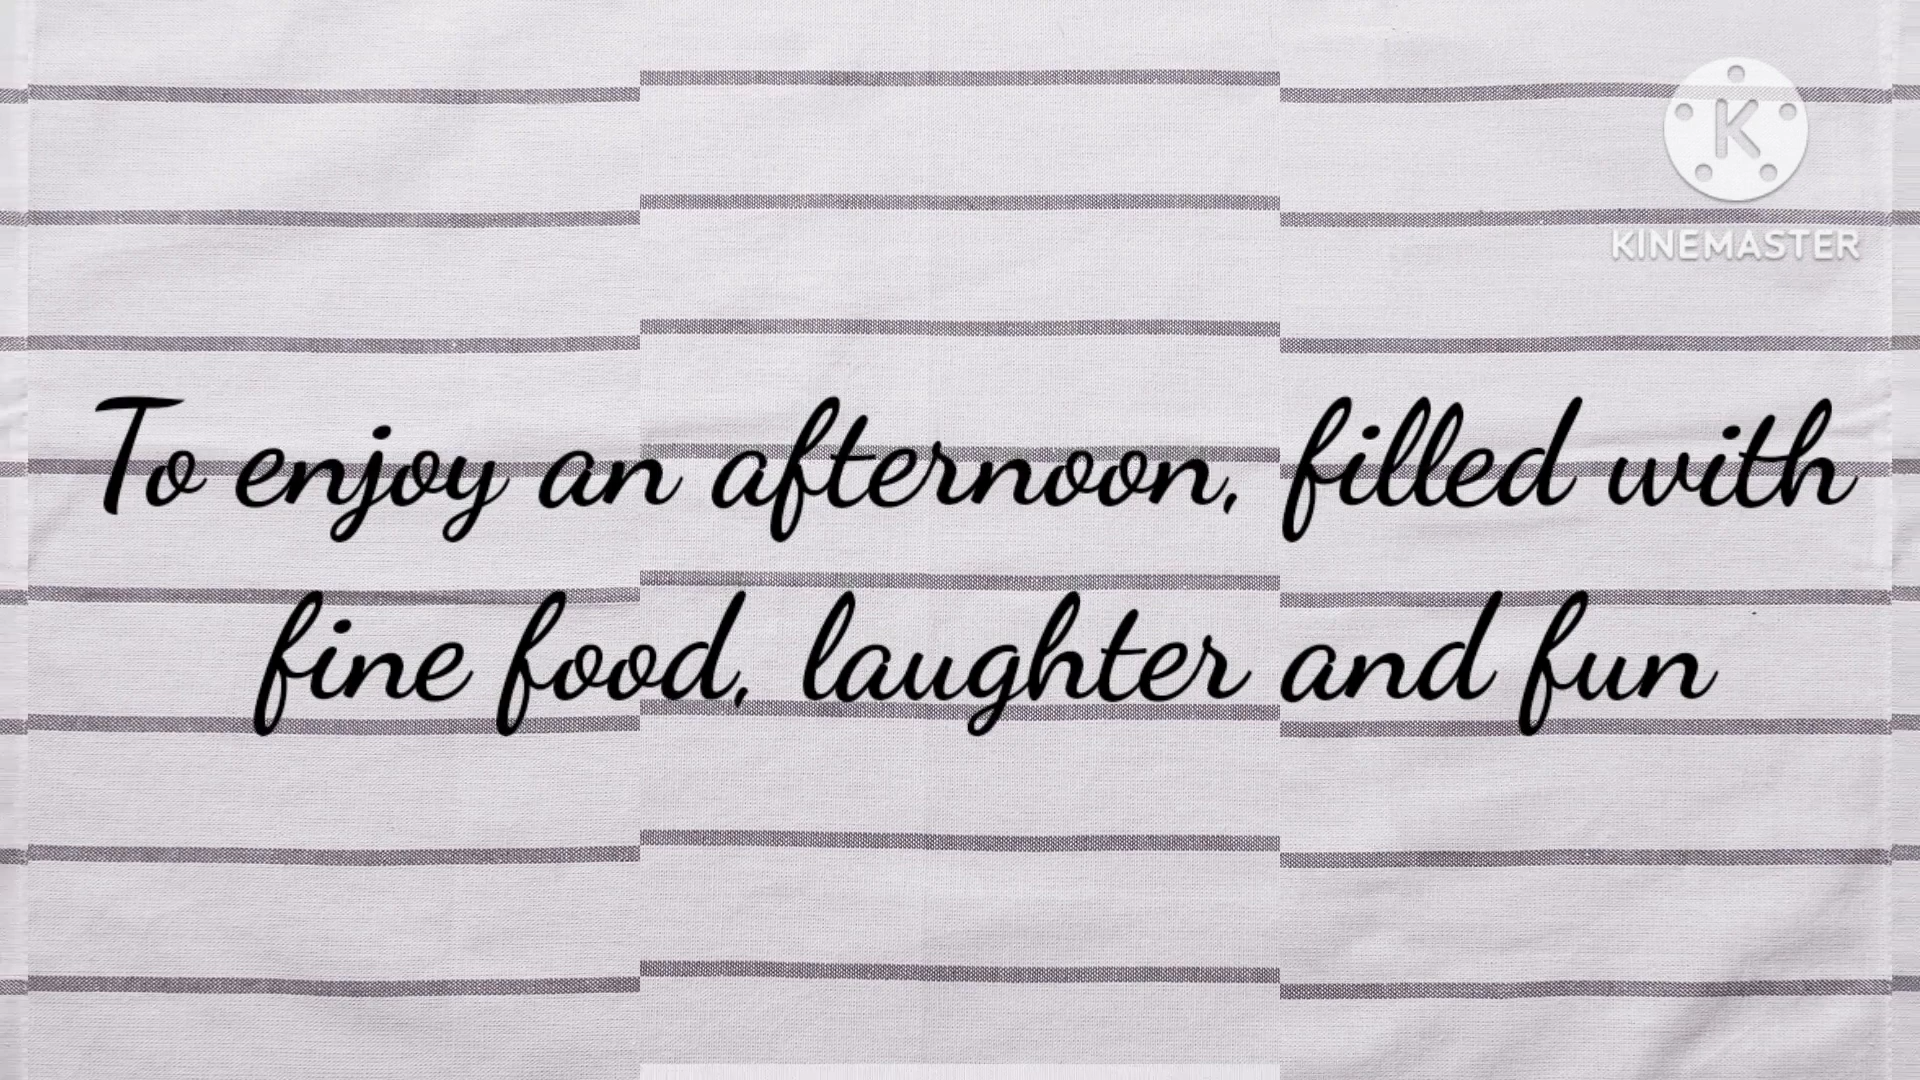 K
KINEMASTER
To enjoy an afternoon, filled with
fine food, laughter and fun